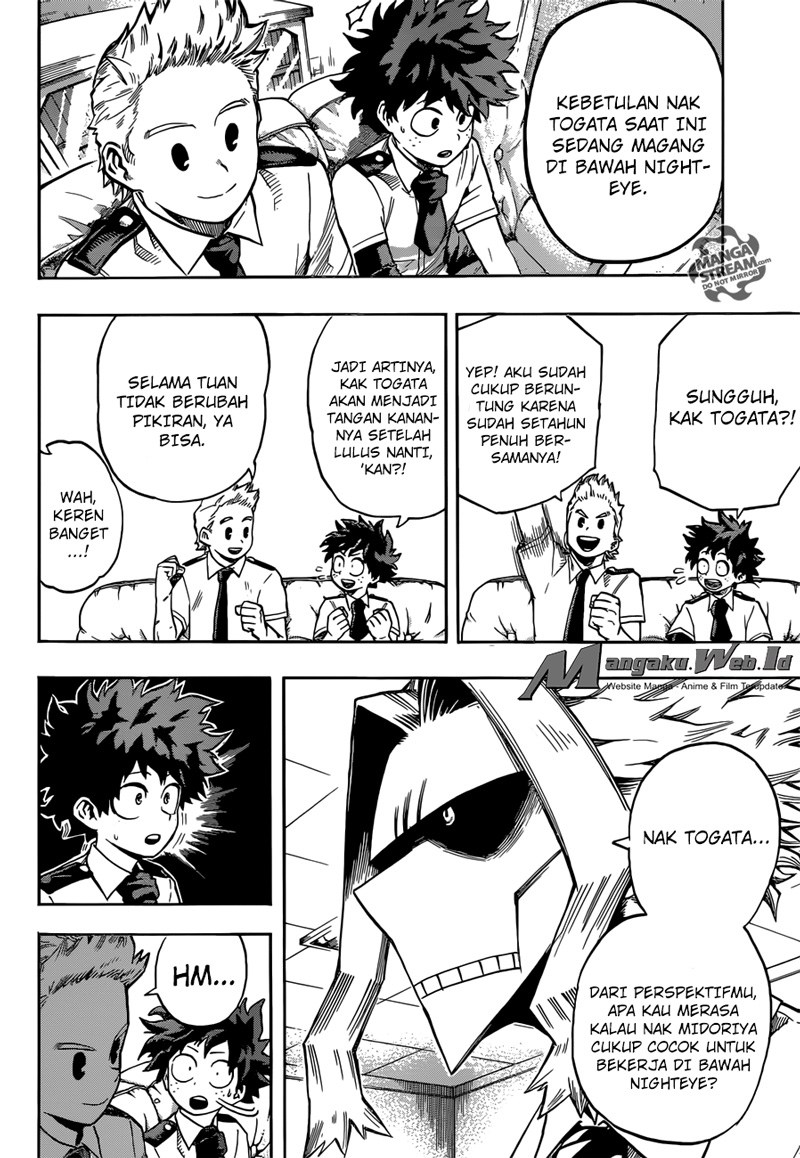 KEBETULAN NAK
TOGATA SAAT INI
SEDANG MAGANG
DI BAWAH NIGHT-
EYE.
MANGA
STREAM.com
DO NOT MIRROR
SUNGGUH,
KAK TOGATA?!
YEP! AKU SUDAH
CUKUP BERUN-
TUNG KARENA
SUDAH SETAHUN
PENUH BER-
SAMANYA!
JADI ARTINYA,
KAK TOGATA
AKAN MENJADI
TANGAN KANAN-
NYA SETELAH
LULUS NANTI,
'KAN?!
SELAMA TUAN
TIDAK BERUBAH
PIKIRAN, YA
BISA.
WAH,
KEREN
BANGET
...!
Mangaku.Web.Id
Website Manga - Anime & Film Terupdate
NAK TOGATA...
DARI PERSPEKTIFMU,
APA KAU MERASA
KALAU NAK MIDORIYA
CUKUP COCOK UNTUK
BEKERJA DI BAWAH
NIGHTEYE?
HM...